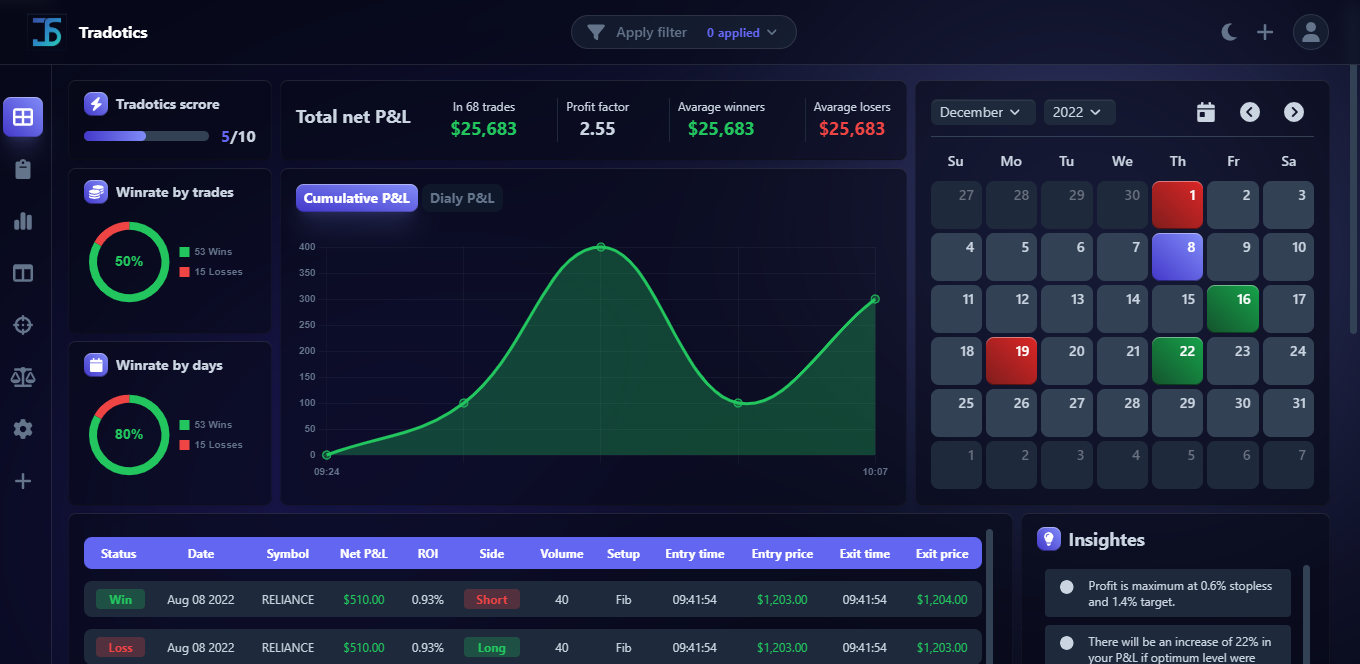 Tradotics
Apply filter 0 applied
Tradotics scrore
5/10
Total net P&L
In 68 trades
$25,683
Profit factor
2.55
Avarage winners
$25,683
Avarage losers
$25,683
Winrate by trades
50%
53 Wins
15 Losses
Winrate by days
80%
53 Wins
15 Losses
Cumulative P&L Dialy P&L
400
350
300
250
200
150
100
50
0
09:24 10:07
December 2022
Su Mo Tu We Th Fr Sa
27 28 29 30 1 2 3
4 5 6 7 8 9 10
11 12 13 14 15 16 17
18 19 20 21 22 23 24
25 26 27 28 29 30 31
1 2 3 4 5 6 7
Status Date Symbol Net P&L ROI Side Volume Setup Entry time Entry price Exit time Exit price
Win Aug 08 2022 RELIANCE $510.00 0.93% Short 40 Fib 09:41:54 $1,203.00 09:41:54 $1,204.00
Loss Aug 08 2022 RELIANCE $510.00 0.93% Long 40 Fib 09:41:54 $1,203.00 09:41:54 $1,203.00
Insightes
Profit is maximum at 0.6% stopless
and 1.4% target.
There will be an increase of 22% in
your P&L if optimum level were